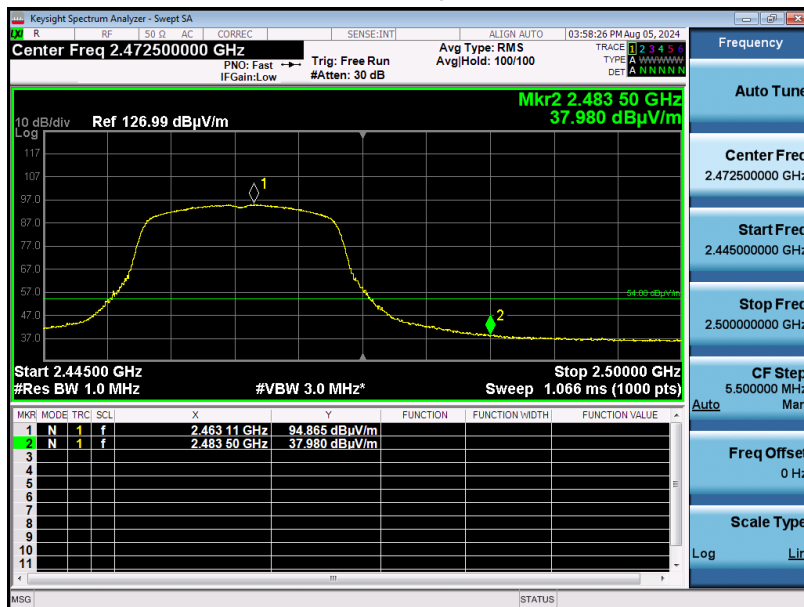 Keysight Spectrum Analyzer - Swept SA
LXI R RF 50 Ω AC CORREC SENSE:INT ALIGN AUTO 03:58:26 PM Aug 05, 2024
Center Freq 2.472500000 GHz
PNO: Fast
IFGain:Low
Trig: Free Run
#Atten: 30 dB
Avg Type: RMS
Avg|Hold: 100/100
TRACE 1 2 3 4 5 6
TYPE A WWWWW
DET A N N N N N
Mkr2 2.483 50 GHz
37.980 dBµV/m
10 dB/div Ref 126.99 dBµV/m
Log
117
107
97.0
87.0
77.0
67.0
57.0
47.0
37.0
1
54.00 dBµV/m
2
Start 2.44500 GHz Stop 2.50000 GHz
#Res BW 1.0 MHz #VBW 3.0 MHz* Sweep 1.066 ms (1000 pts)
MKR MODE TRC SCL X Y FUNCTION FUNCTION WIDTH FUNCTION VALUE
1 N 1 f 2.463 11 GHz 94.865 dBµV/m
2 N 1 f 2.483 50 GHz 37.980 dBµV/m
3
4
5
6
7
8
9
10
11
MSG STATUS
Frequency
Auto Tune
Center Freq
2.472500000 GHz
Start Freq
2.445000000 GHz
Stop Freq
2.500000000 GHz
CF Step
5.500000 MHz
Auto Man
Freq Offset
0 Hz
Scale Type
Log Lin